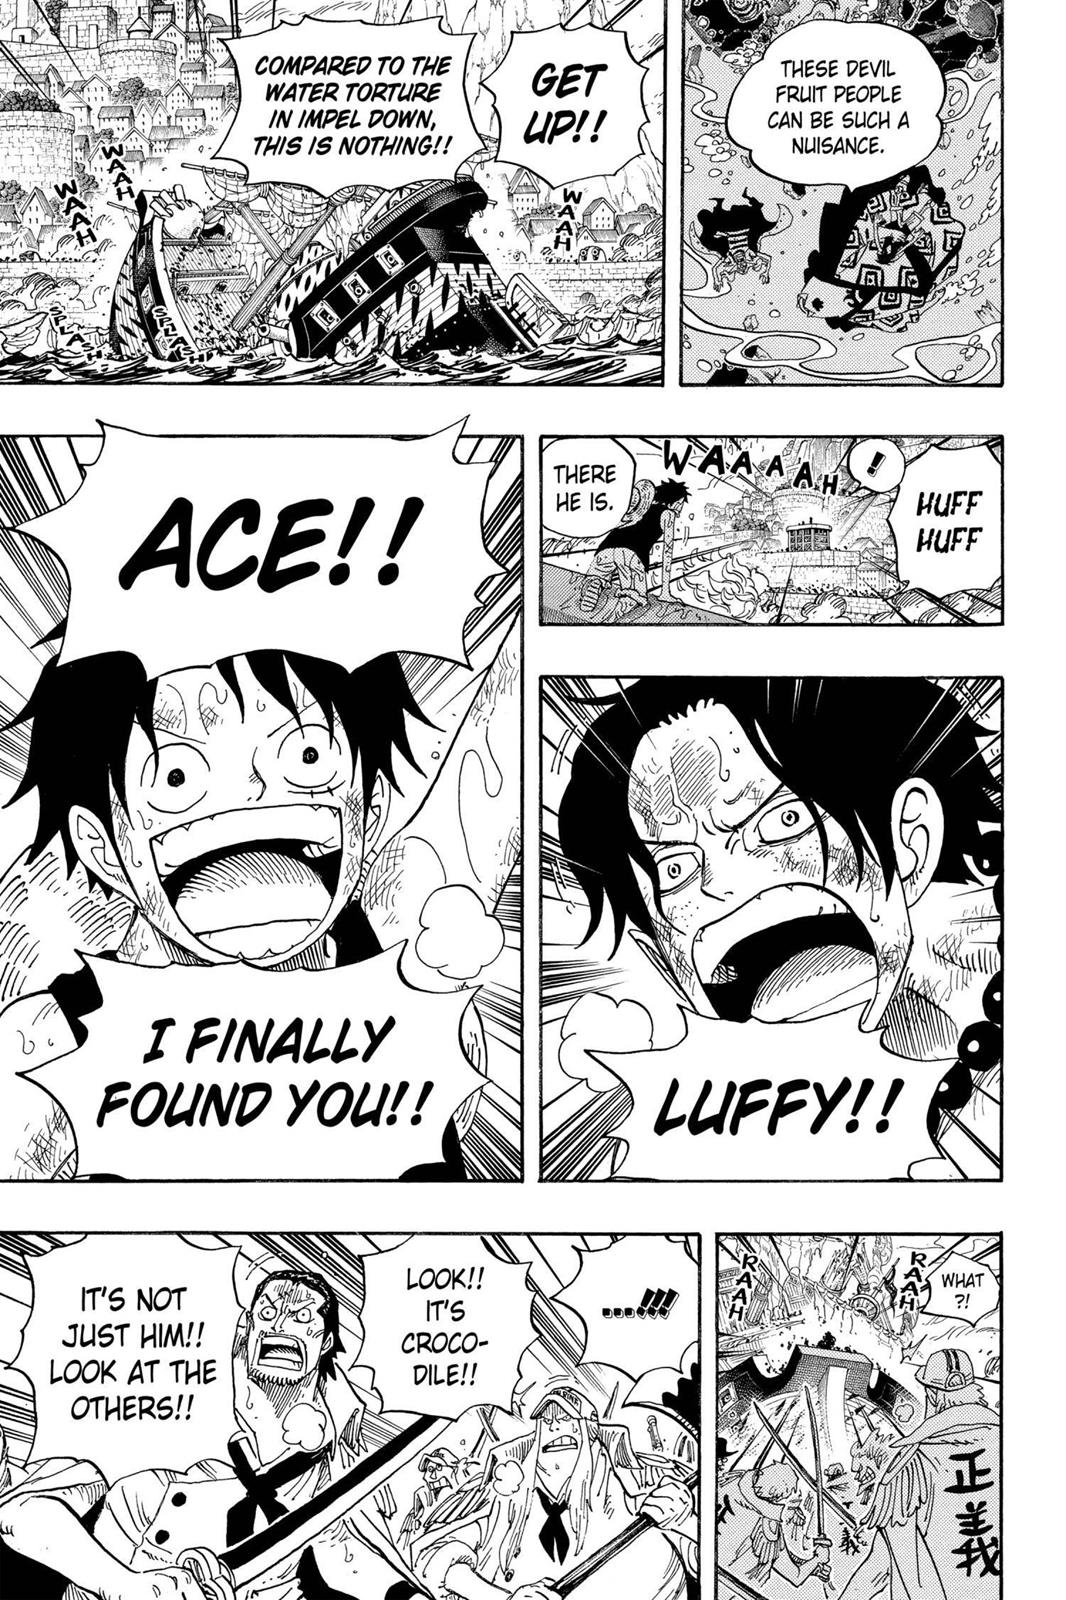 THESE DEVIL
FRUIT PEOPLE
CAN BE SUCH A
NUISANCE.
GET
UP!!
COMPARED TO THE
WATER TORTURE
IN IMPEL DOWN,
THIS IS NOTHING!!
WAAH
WAAH
WAAH
SPLASH
SPLASH
HUFF
HUFF
!
WAAAAH
THERE
HE IS.
LUFFY!!
ACE!!
I FINALLY
FOUND YOU!!
WHAT
?!
RAAH
RAAH
正義
......!!!
LOOK!!
IT'S
CROCO-
DILE!!
IT'S NOT
JUST HIM!!
LOOK AT THE
OTHERS!!